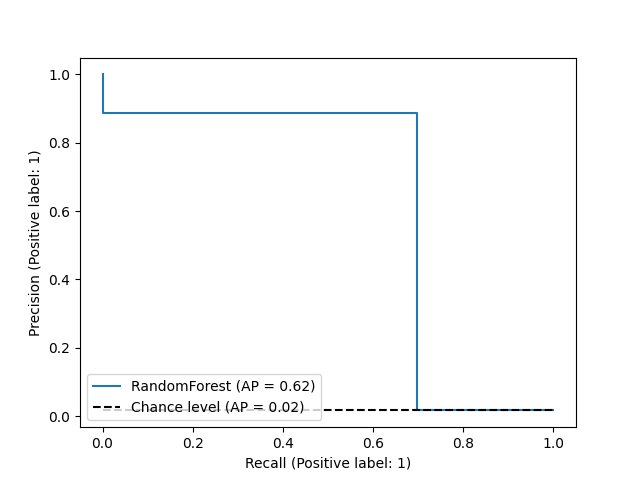 1.0
0.8
0.6
0.4
0.2
0.0
Precision (Positive label: 1)
RandomForest (AP = 0.62)
Chance level (AP = 0.02)
0.0 0.2 0.4 0.6 0.8 1.0
Recall (Positive label: 1)